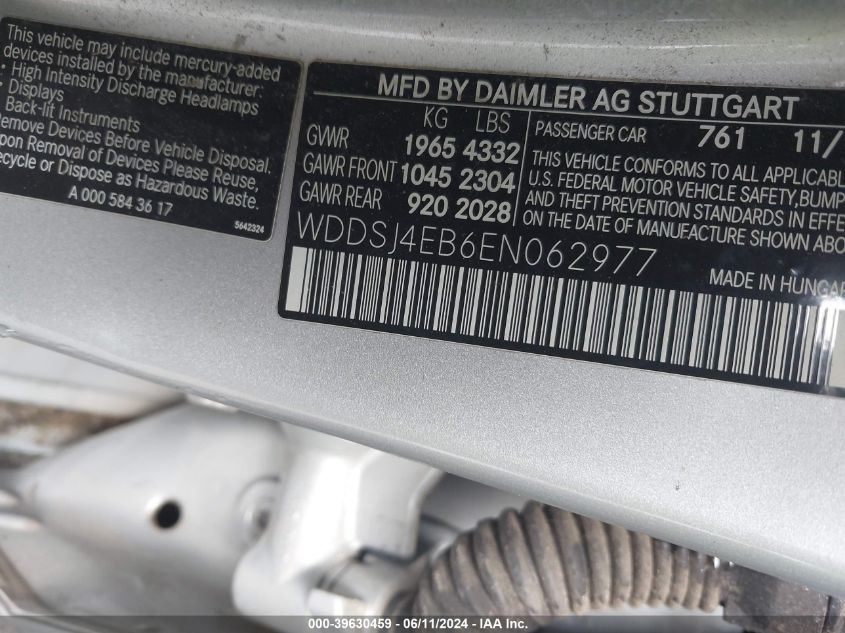 This vehicle may include mercury-added
devices installed by the manufacturer:
• High Intensity Discharge Headlamps
• Displays
Back-lit Instruments
Remove Devices Before Vehicle Disposal.
Upon Removal of Devices Please Reuse,
Recycle or Dispose as Hazardous Waste.
A 000 584 36 17
5642324
MFD BY DAIMLER AG STUTTGART
KG LBS
GVWR 1965 4332
GAWR FRONT 1045 2304
GAWR REAR 920 2028
PASSENGER CAR 761 11/
THIS VEHICLE CONFORMS TO ALL APPLICABL
U.S. FEDERAL MOTOR VEHICLE SAFETY, BUMP
AND THEFT PREVENTION STANDARDS IN EFFE
ON THE DATE OF MANUFACTURE SHOWN ABO
WDDSJ4EB6EN062977
MADE IN HUNGAR
000-39630459 - 06/11/2024 - IAA Inc.